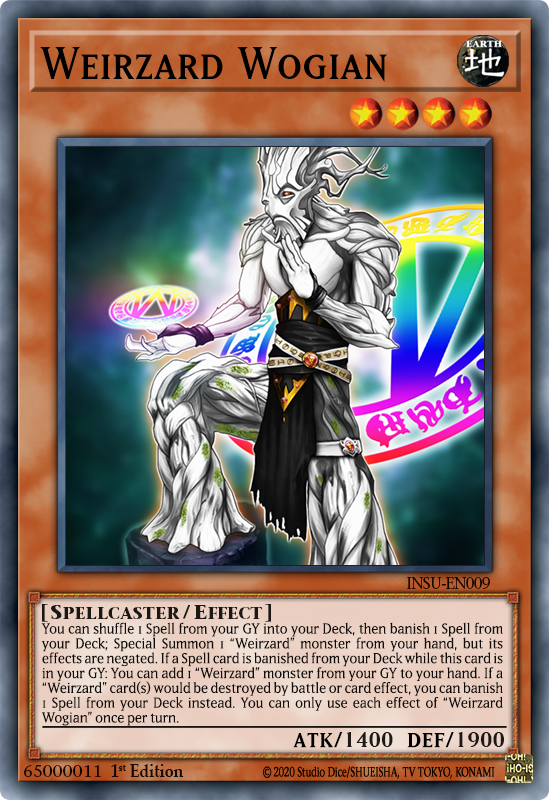 WEIRZARD WOGIAN
EARTH
地
INSU-EN009
[SPELLCASTER/EFFECT]
You can shuffle 1 Spell from your GY into your Deck, then banish 1 Spell from
your Deck; Special Summon 1 “Weirzard” monster from your hand, but its
effects are negated. If a Spell card is banished from your Deck while this card is
in your GY: You can add 1 “Weirzard” monster from your GY to your hand. If a
“Weirzard” card(s) would be destroyed by battle or card effect, you can banish
1 Spell from your Deck instead. You can only use each effect of “Weirzard
Wogian” once per turn.
ATK/1400 DEF/1900
65000011 1st Edition
©2020 Studio Dice/SHUEISHA, TV TOKYO, KONAMI